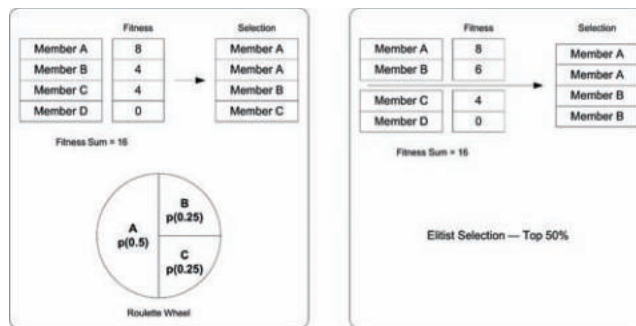 Fitness
Selection
Member A 8 Member A
Member B 4 Member A
Member C 4 Member B
Member D 0 Member C
Fitness Sum = 16
A
p(0.5)
B
p(0.25)
C
p(0.25)
Roulette Wheel
Fitness
Selection
Member A 8 Member A
Member B 6 Member A
Member C 4 Member B
Member D 0 Member B
Fitness Sum = 16
Elitist Selection — Top 50%